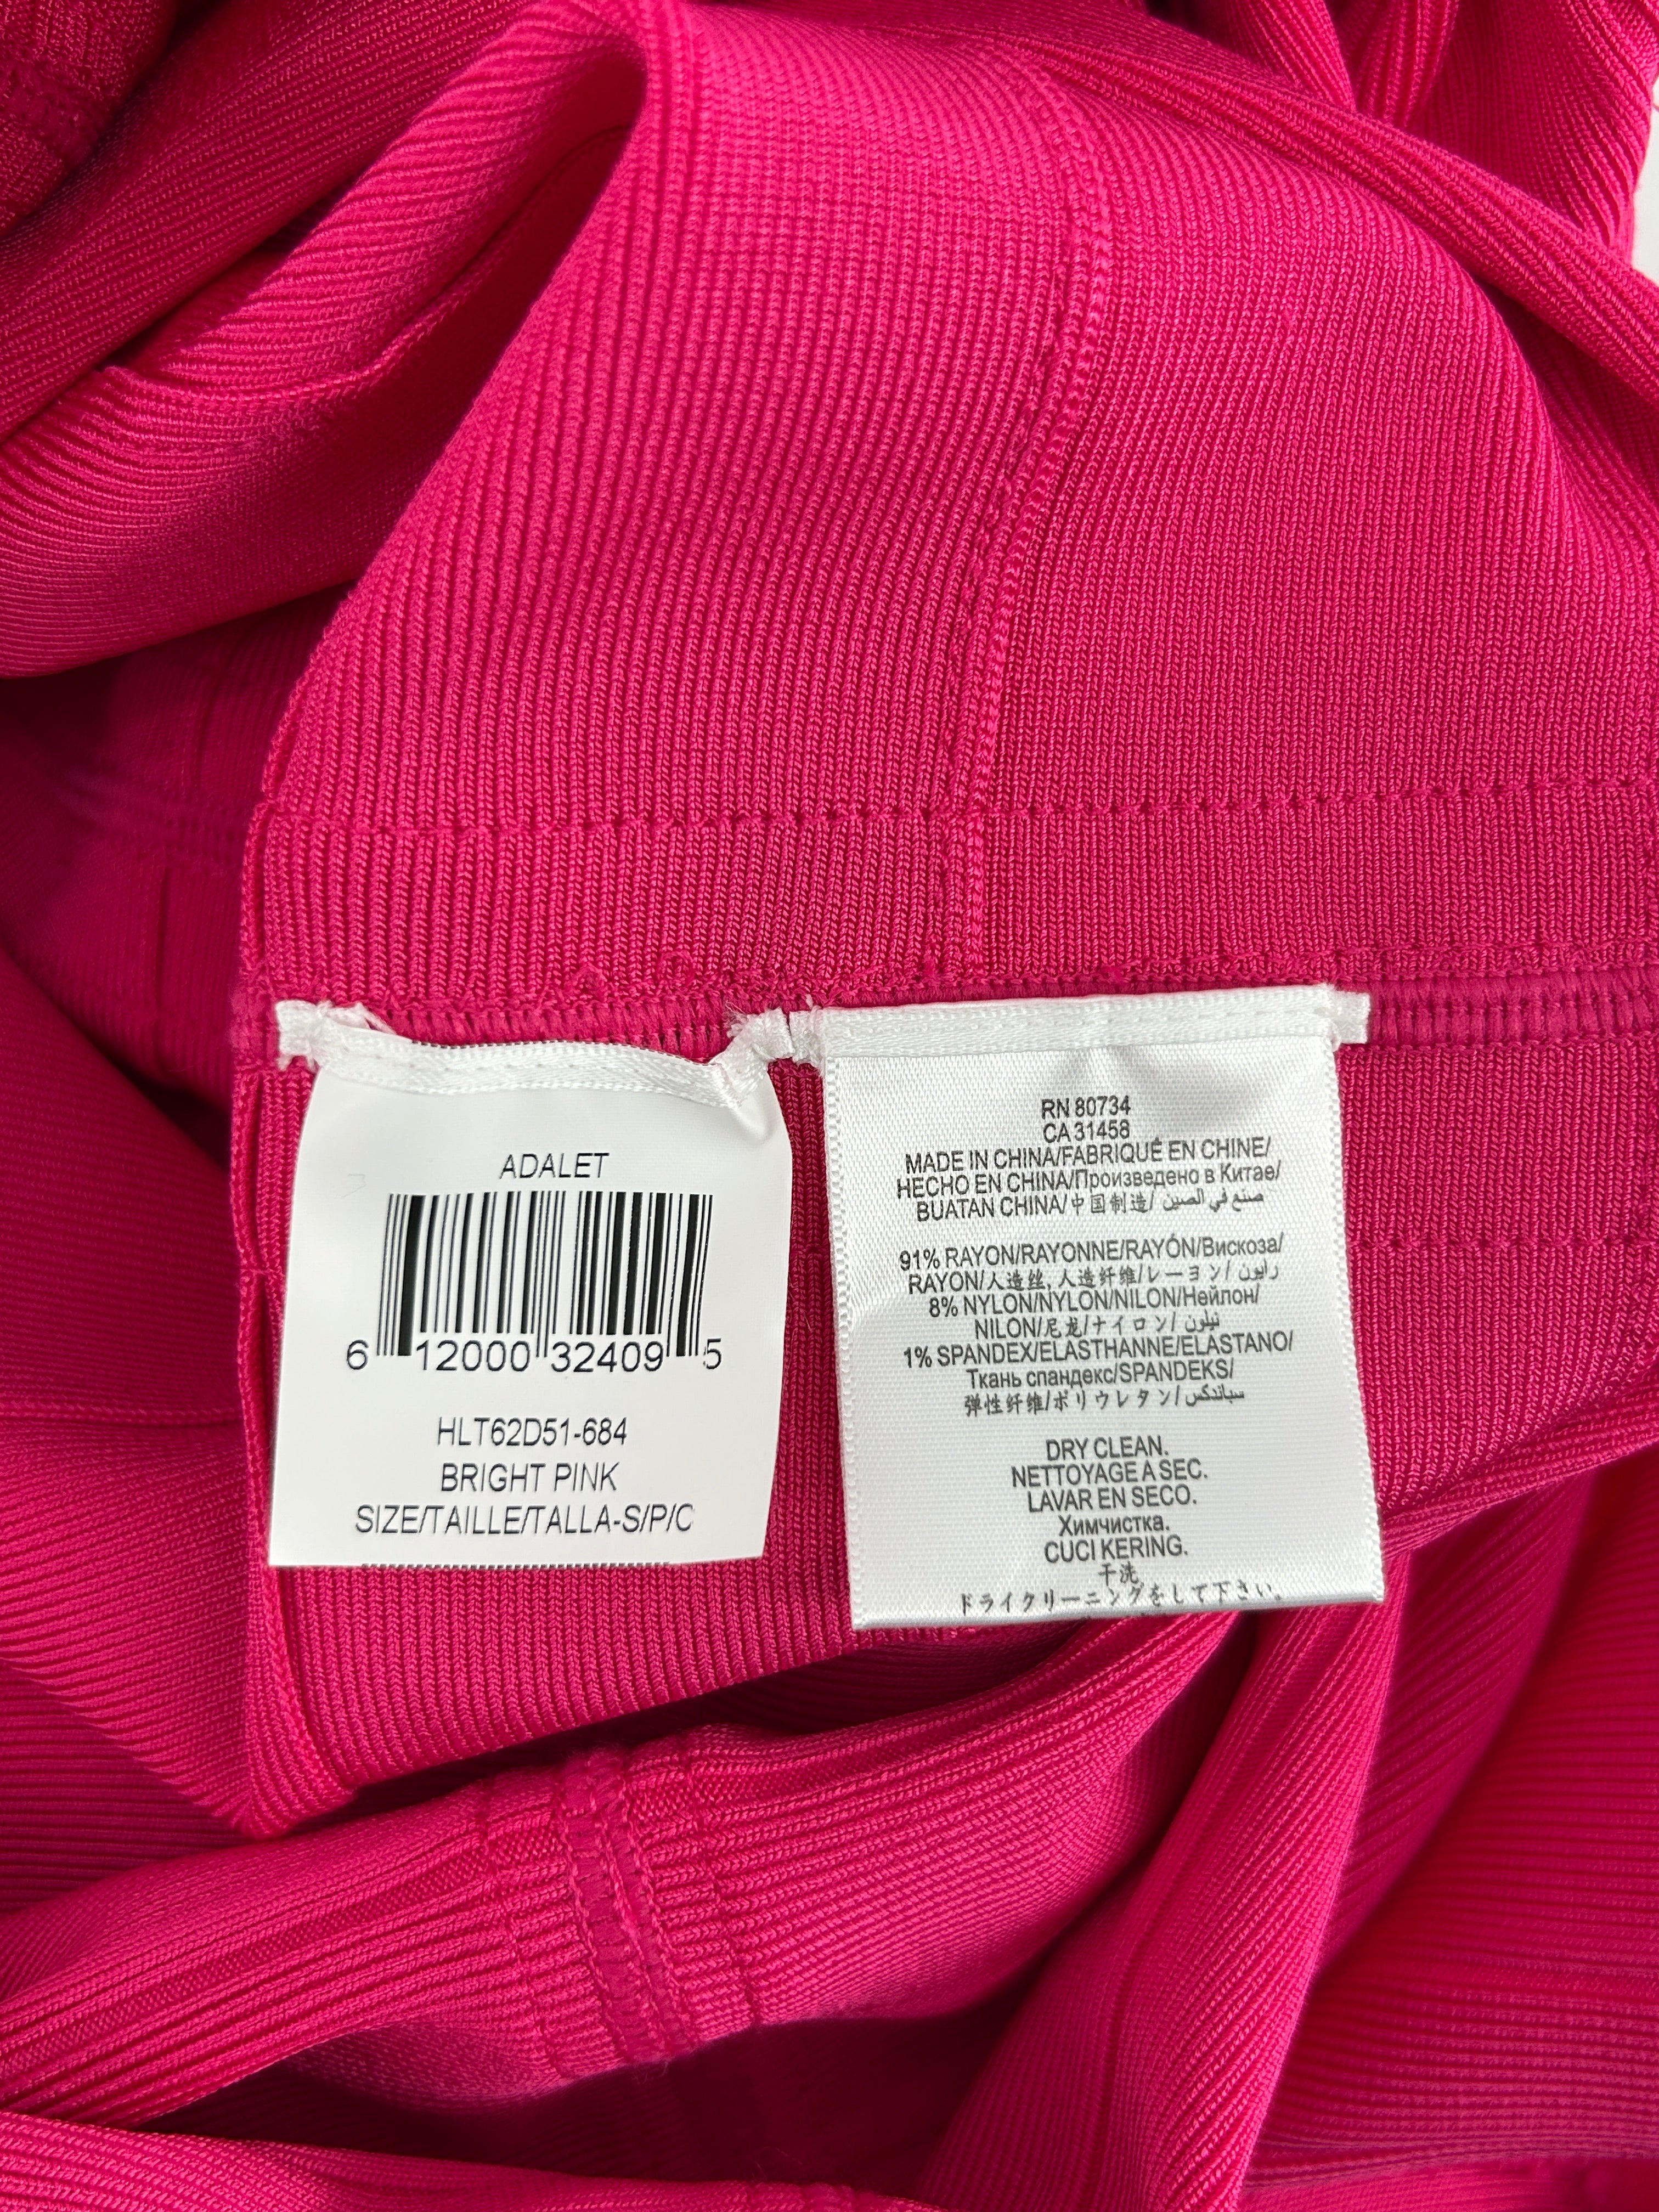 ADALET
6 12000 32409 5
HLT62D51-684
BRIGHT PINK
SIZE/TAILLE/TALLA-S/P/C
RN 80734
CA 31458
MADE IN CHINA/FABRIQUÉ EN CHINE/
HECHO EN CHINA/Произведено в Китае/
BUATAN CHINA/中国制造/صنع في الصين
91% RAYON/RAYONNE/RAYÓN/Вискоза/
RAYON/人造丝, 人造纤维/レーヨン/رايون
8% NYLON/NYLON/NILON/Нейлон/
NILON/尼龙/ナイロン/نيلون
1% SPANDEX/ELASTHANNE/ELASTANO/
Ткань спандекс/SPANDEKS/
弹性纤维/ポリウレタン/سباندكس
DRY CLEAN.
NETTOYAGE A SEC.
LAVAR EN SECO.
Химчистка.
CUCI KERING.
干洗
ドライクリーニングをして下さい。